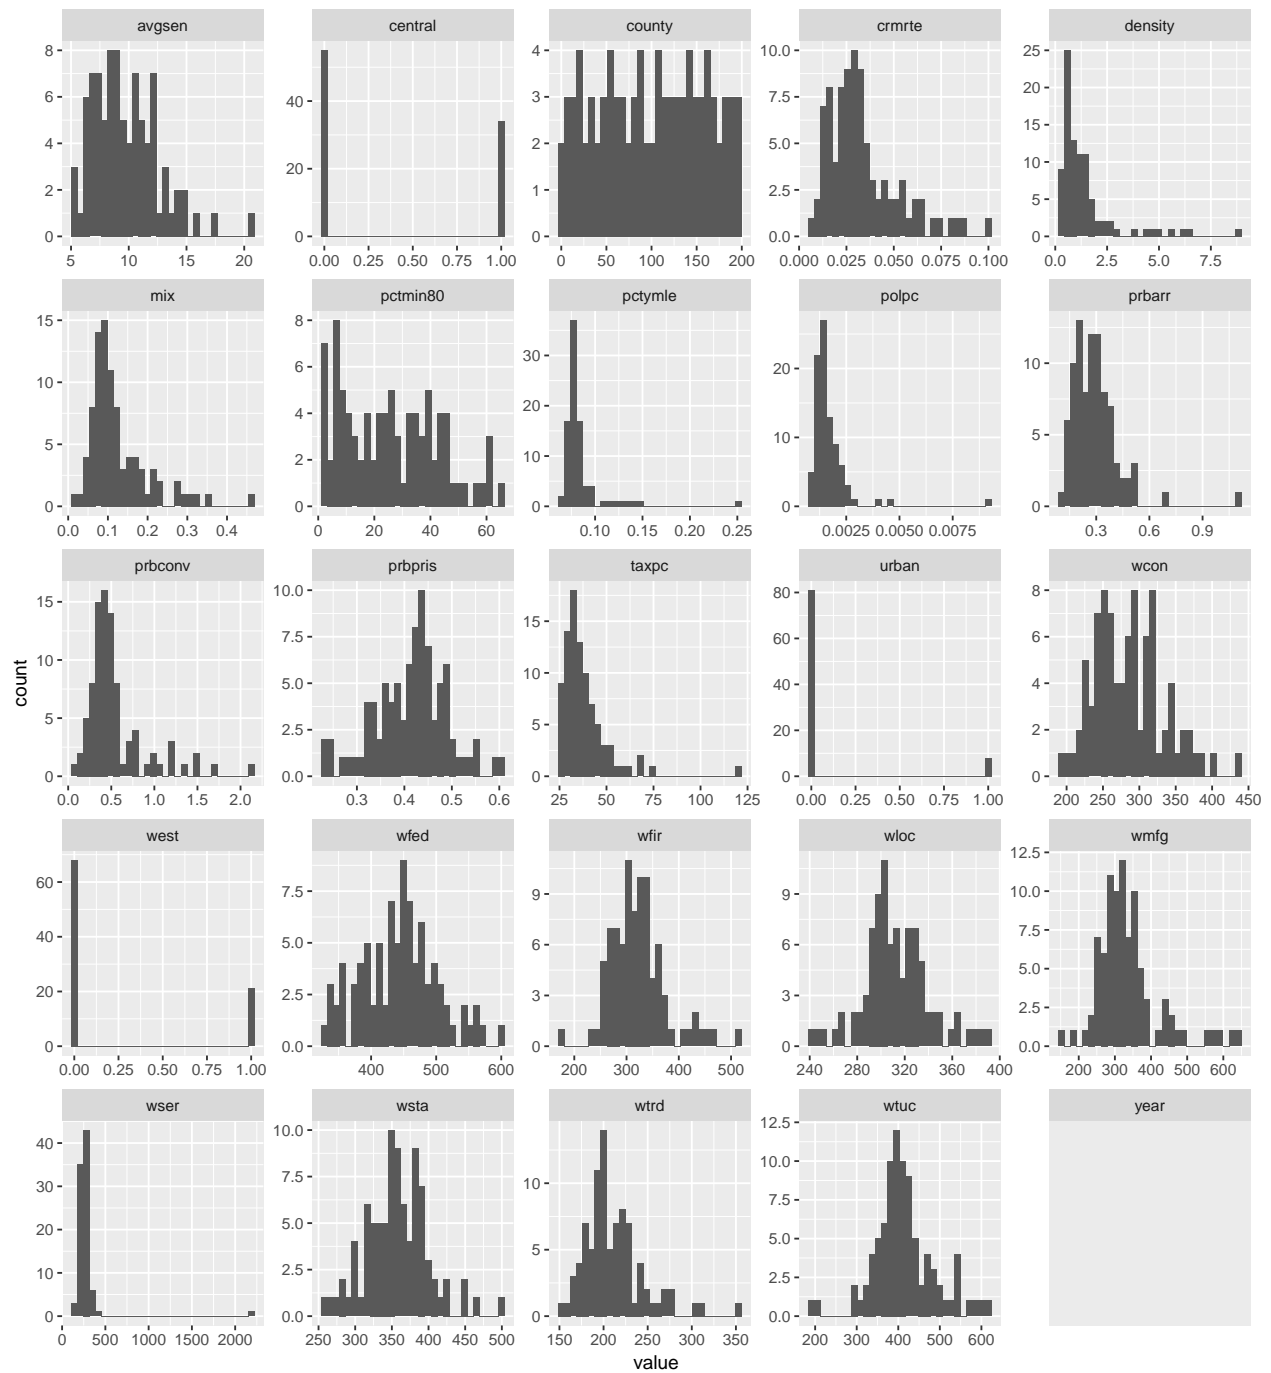 avgsen central county crmrte density
8 6 4 2 0
40 20 0
4 3 2 1 0
10.0 7.5 5.0 2.5 0.0
25 20 15 10 5 0
5 10 15 20
0.00 0.25 0.50 0.75 1.00
0 50 100 150 200
0.000 0.025 0.050 0.075 0.100
0.0 2.5 5.0 7.5
mix pctmin80 pctymle polpc prbarr
15 10 5 0
8 6 4 2 0
30 20 10 0
20 10 0
10 5 0
0.0 0.1 0.2 0.3 0.4
0 20 40 60
0.10 0.15 0.20 0.25
0.0025 0.0050 0.0075
0.3 0.6 0.9
prbconv prbpris taxpc urban wcon
count
15 10 5 0
10.0 7.5 5.0 2.5 0.0
15 10 5 0
80 60 40 20 0
8 6 4 2 0
0.0 0.5 1.0 1.5 2.0
0.3 0.4 0.5 0.6
25 50 75 100 125
0.00 0.25 0.50 0.75 1.00
200 250 300 350 400 450
west wfed wfir wloc wmfg
60 40 20 0
7.5 5.0 2.5 0.0
9 6 3 0
9 6 3 0
12.5 10.0 7.5 5.0 2.5 0.0
0.00 0.25 0.50 0.75 1.00
400 500 600
200 300 400 500
240 280 320 360 400
200 300 400 500 600
wser wsta wtrd wtuc year
40 30 20 10 0
10.0 7.5 5.0 2.5 0.0
10 5 0
12.5 10.0 7.5 5.0 2.5 0.0
0 500 1000 1500 2000
250 300 350 400 450 500
150 200 250 300 350
200 300 400 500 600
value